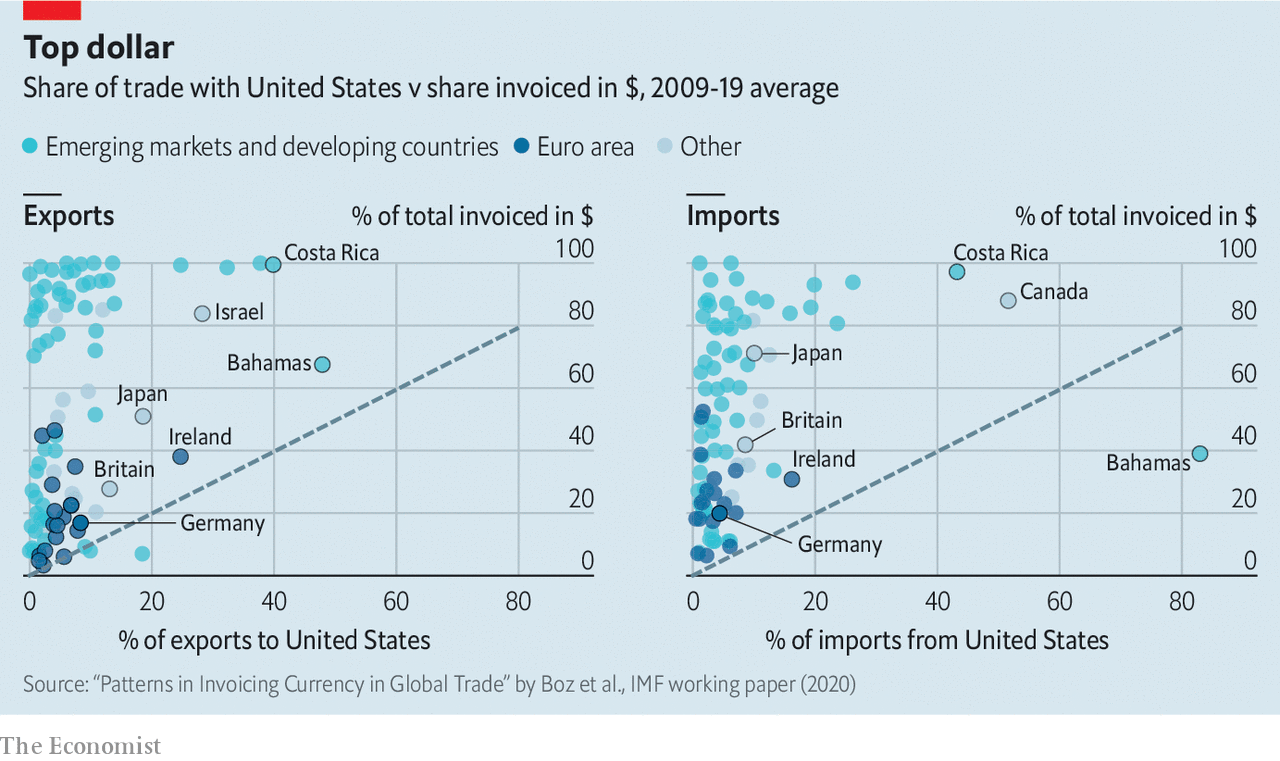 Top dollar
Share of trade with United States v share invoiced in $, 2009-19 average
Emerging markets and developing countries Euro area Other
Exports % of total invoiced in $
100
80
60
40
20
0
Costa Rica
Israel
Bahamas
Japan
Ireland
Britain
Germany
0 20 40 60 80
% of exports to United States
Imports % of total invoiced in $
100
80
60
40
20
0
Costa Rica
Canada
Japan
Britain
Ireland
Bahamas
Germany
0 20 40 60 80
% of imports from United States
Source: “Patterns in Invoicing Currency in Global Trade” by Boz et al., IMF working paper (2020)
The Economist